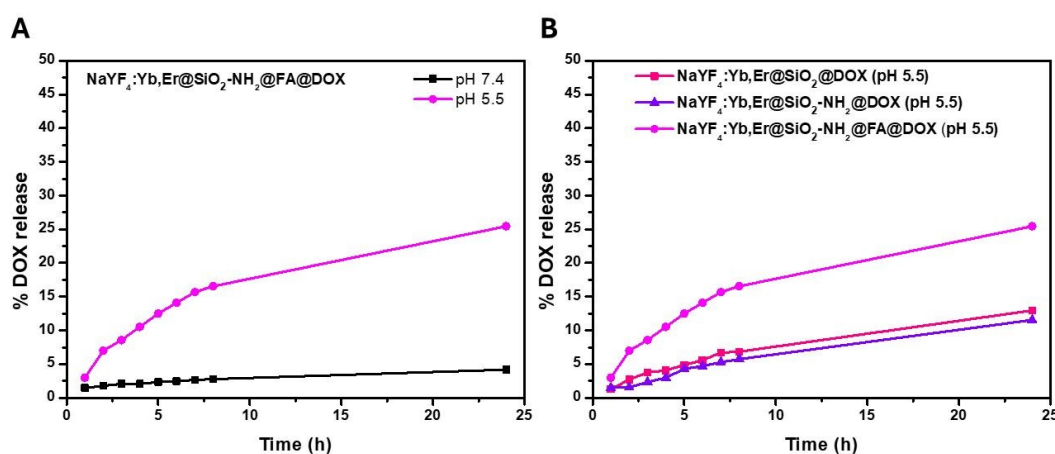 A
NaYF₄:Yb,Er@SiO₂-NH₂@FA@DOX
pH 7.4
pH 5.5
50
45
40
35
30
25
20
15
10
5
0
% DOX release
0 5 10 15 20 25
Time (h)
B
NaYF₄:Yb,Er@SiO₂@DOX (pH 5.5)
NaYF₄:Yb,Er@SiO₂-NH₂@DOX (pH 5.5)
NaYF₄:Yb,Er@SiO₂-NH₂@FA@DOX (pH 5.5)
50
45
40
35
30
25
20
15
10
5
0
% DOX release
0 5 10 15 20 25
Time (h)